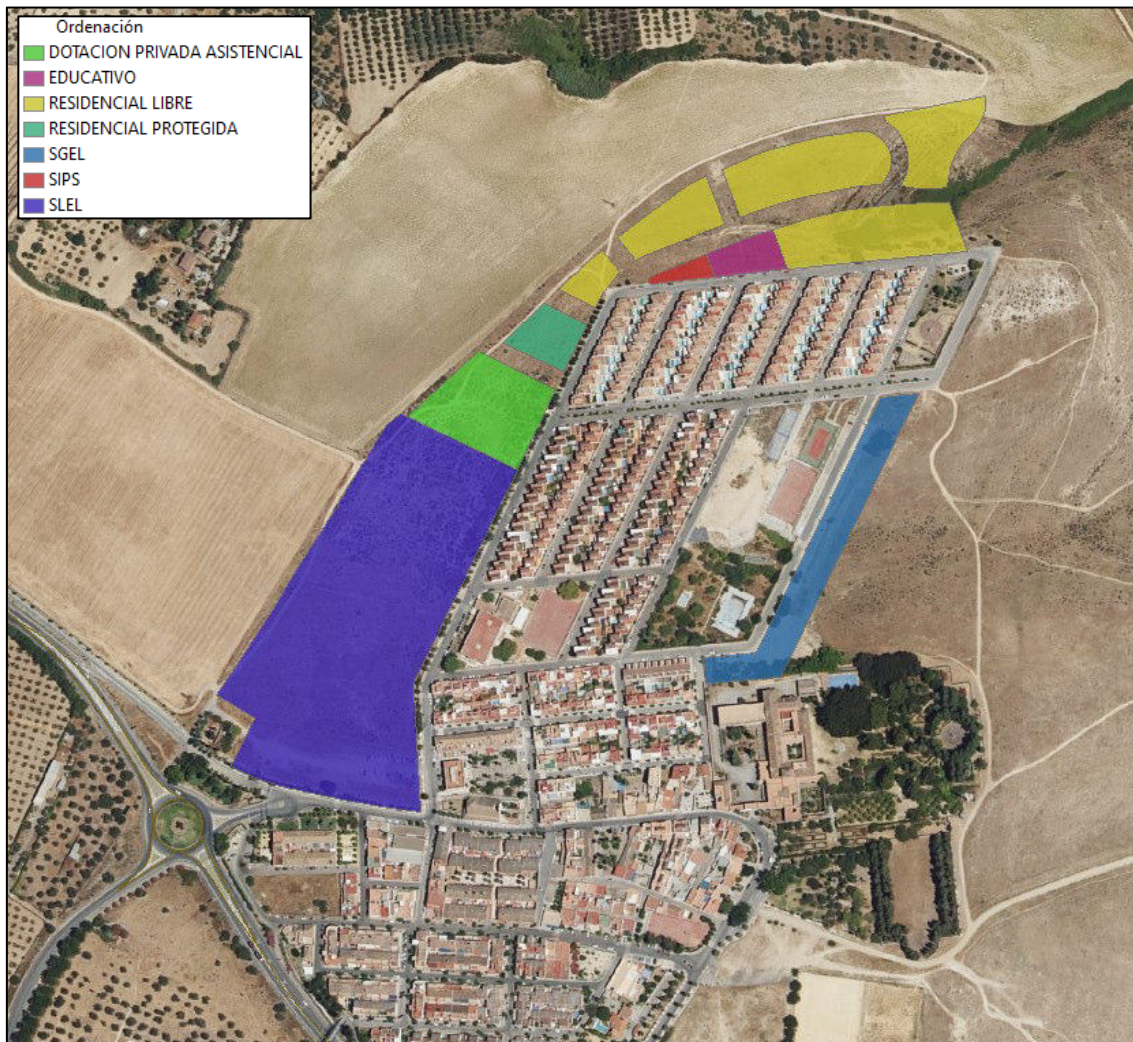 Ordenación
DOTACION PRIVADA ASISTENCIAL
EDUCATIVO
RESIDENCIAL LIBRE
RESIDENCIAL PROTEGIDA
SGEL
SIPS
SLEL